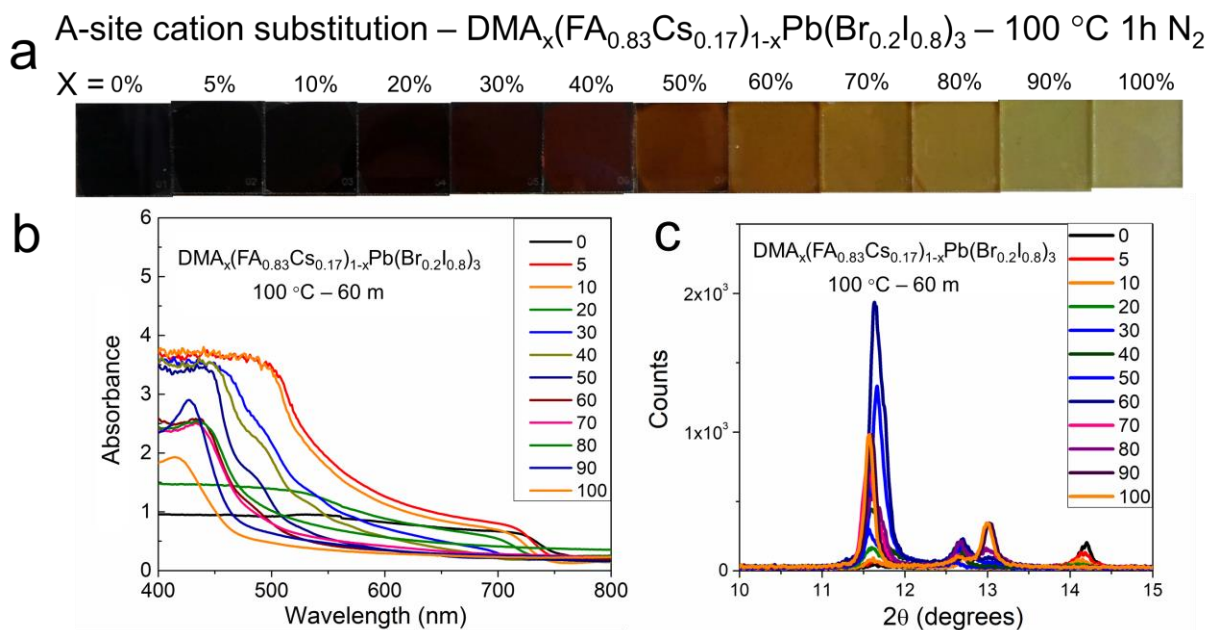 A-site cation substitution – DMAₓ(FA₀.₈₃Cs₀.₁₇)₁₋ₓPb(Br₀.₂I₀.₈)₃ – 100 °C 1h N₂
a
X = 0% 5% 10% 20% 30% 40% 50% 60% 70% 80% 90% 100%
b
DMAₓ(FA₀.₈₃Cs₀.₁₇)₁₋ₓPb(Br₀.₂I₀.₈)₃
100 °C – 60 m
6
5
4
3
2
1
0
Absorbance
400 500 600 700 800
Wavelength (nm)
0
5
10
20
30
40
50
60
70
80
90
100
c
DMAₓ(FA₀.₈₃Cs₀.₁₇)₁₋ₓPb(Br₀.₂I₀.₈)₃
100 °C – 60 m
2x10³
1x10³
0
Counts
10 11 12 13 14 15
2θ (degrees)
0
5
10
20
30
40
50
60
70
80
90
100